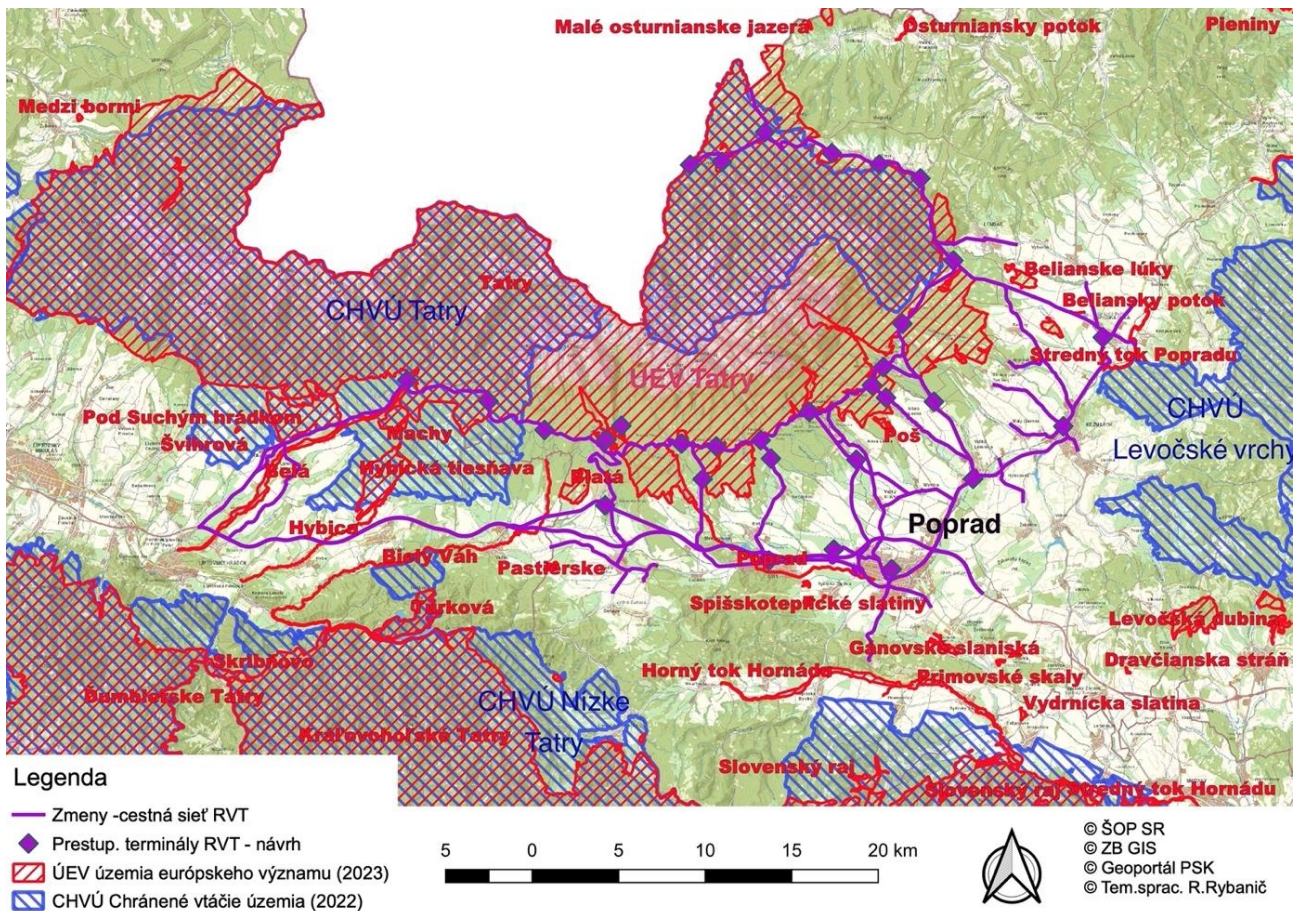 Malé osturnianske jazerá
Osturniansky potok
Pieniny
Medzi bormi
Tatry
CHVÚ Tatry
Belianske lúky
Beliansky potok
Stredný tok Popradu
ÚEV Tatry
CHVÚ
Levočské vrchy
Pod Suchým hrádkom
Švihrová
Machy
Belá
Hybická tiesňava
Blatá
Poprad
Hybica
Biely Váh
Pastierske
Poprad
Spišskoteplické slatiny
Turková
Levočská dubina
Gánovské slaniská
Skribňovo
Horný tok Hornádu
Primovské skaly
Dravčianska stráň
Ďumbierske Tatry
CHVÚ Nízke
Tatry
Vydrnícka slatina
Kráľovohoľské Tatry
Slovenský raj
Slovenský raj
Stredný tok Hornádu
Legenda
Zmeny -cestná sieť RVT
Prestup. terminály RVT - návrh
ÚEV územia európskeho významu (2023)
CHVÚ Chránené vtáčie územia (2022)
5 0 5 10 15 20 km
© ŠOP SR
© ZB GIS
© Geoportál PSK
© Tem.sprac. R.Rybanič